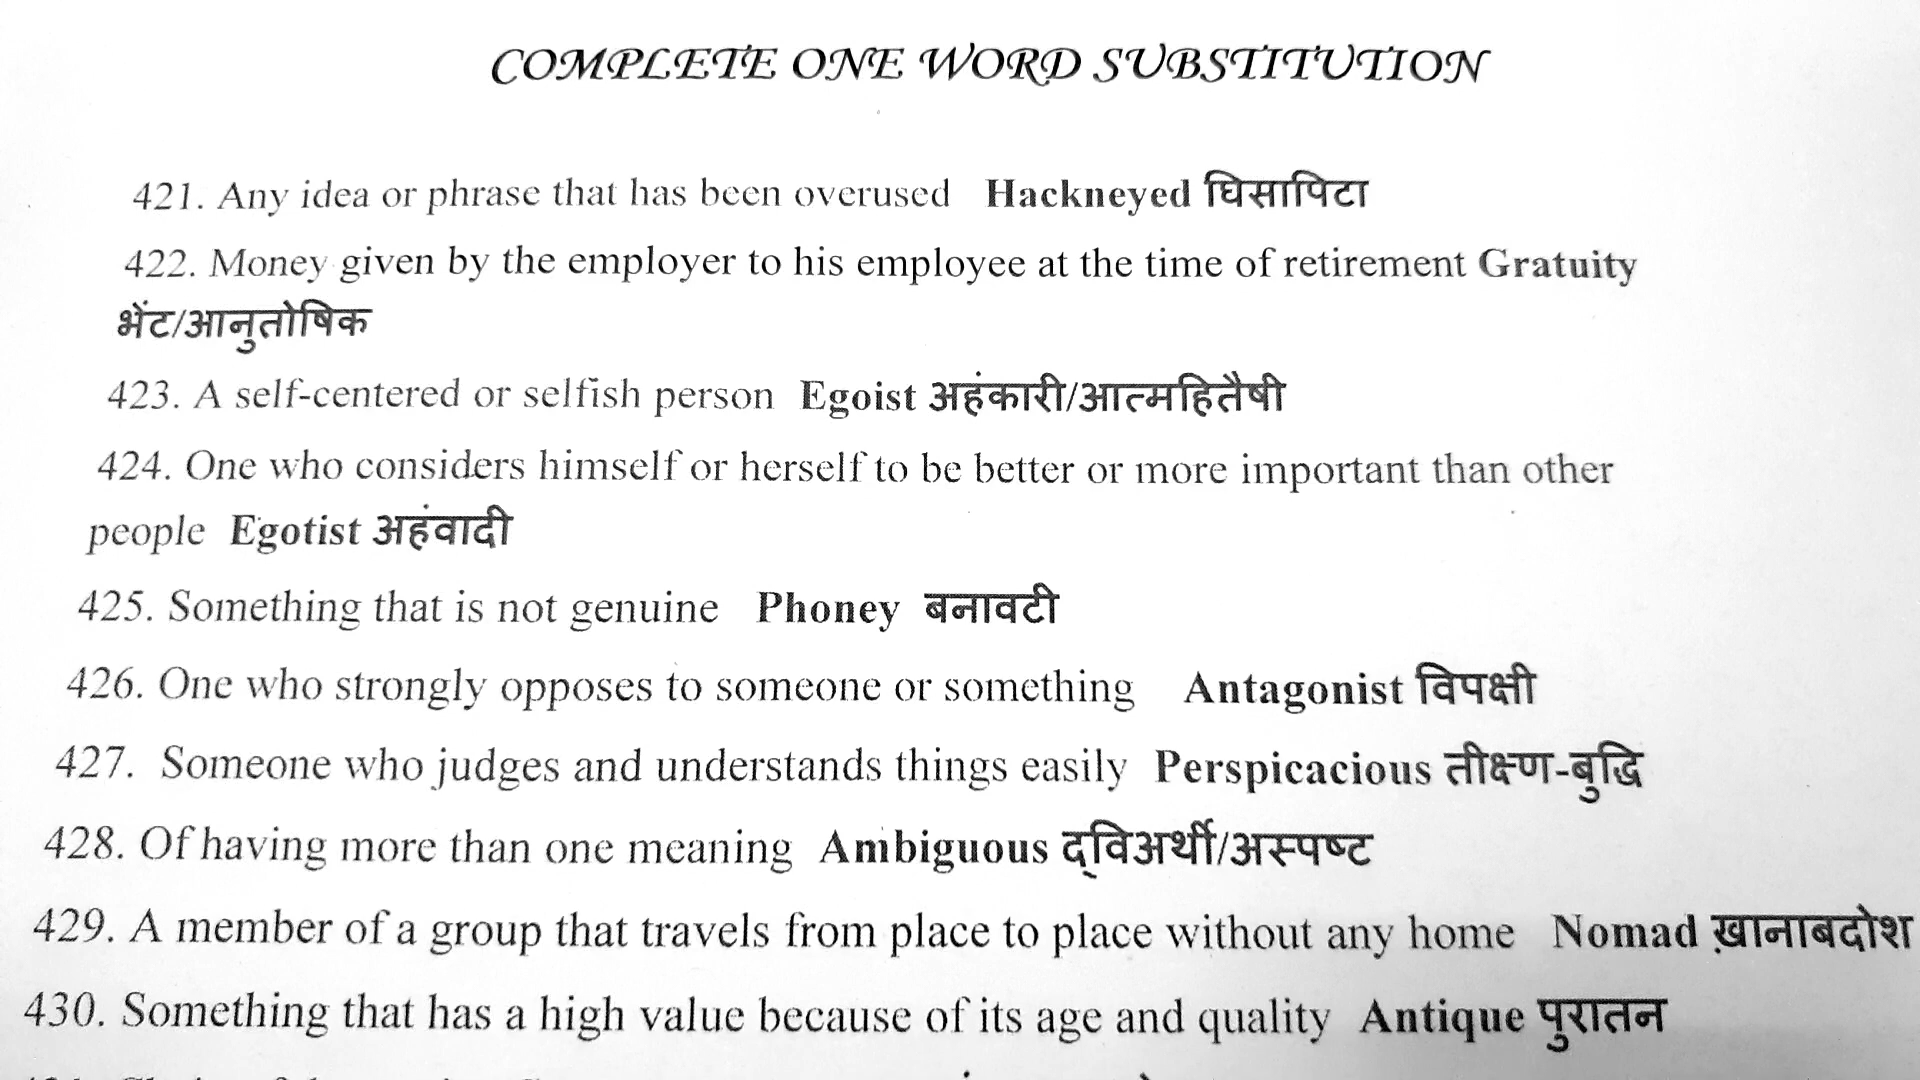 COMPLETE ONE WORD SUBSTITUTION
421. Any idea or phrase that has been overused Hackneyed घिसापिटा
422. Money given by the employer to his employee at the time of retirement Gratuity
भेंट/आनुतोषिक
423. A self-centered or selfish person Egoist अहंकारी/आत्महितैषी
424. One who considers himself or herself to be better or more important than other
people Egotist अहंवादी
425. Something that is not genuine Phoney बनावटी
426. One who strongly opposes to someone or something Antagonist विपक्षी
427. Someone who judges and understands things easily Perspicacious तीक्ष्ण-बुद्धि
428. Of having more than one meaning Ambiguous द्विअर्थी/अस्पष्ट
429. A member of a group that travels from place to place without any home Nomad ख़ानाबदोश
430. Something that has a high value because of its age and quality Antique पुरातन